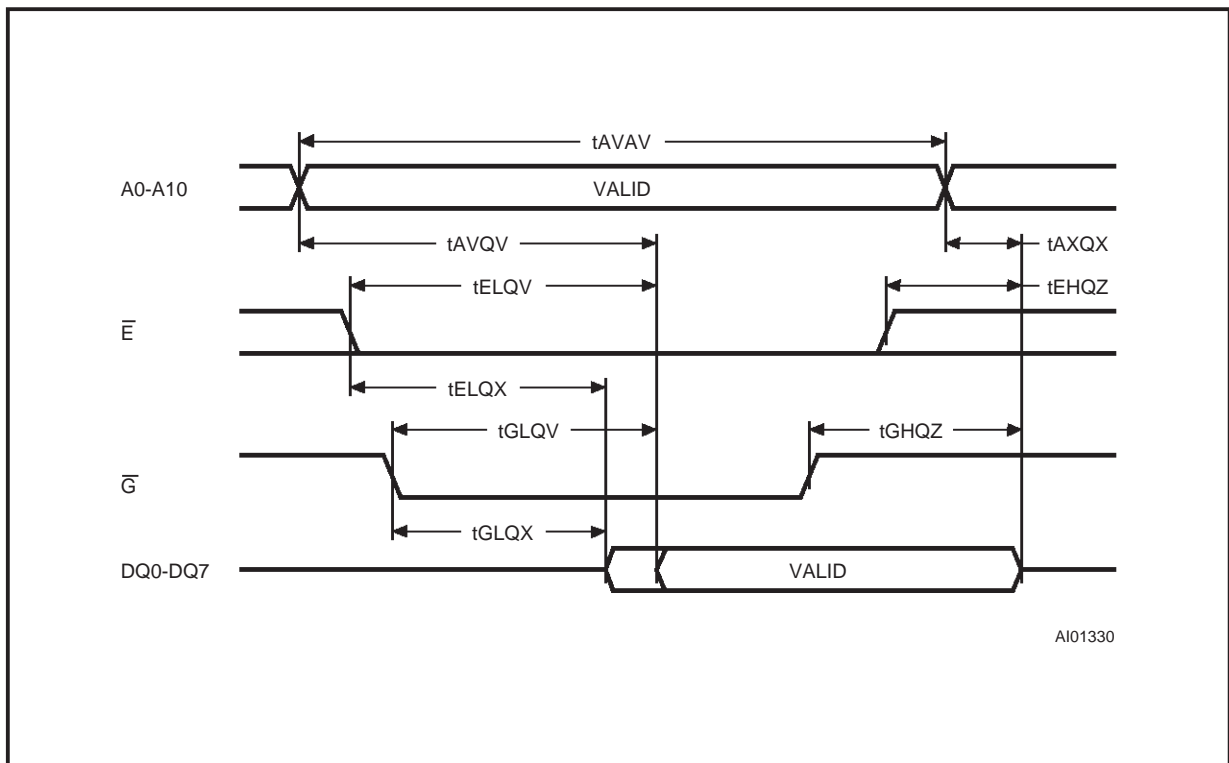 tAVAV
A0-A10
VALID
tAVQV
tAXQX
tELQV
tEHQZ
E̅
tELQX
tGLQV
tGHQZ
G̅
tGLQX
DQ0-DQ7
VALID
AI01330